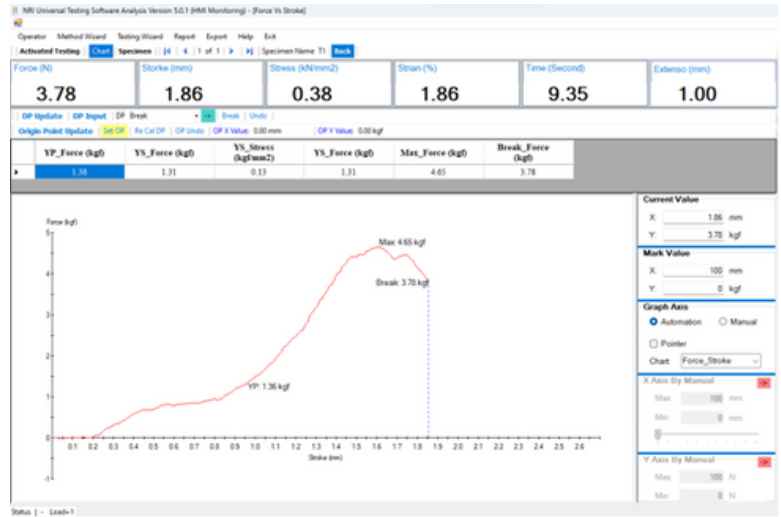 NRI Universal Testing Software Analysis Version 5.0.1 (HMI Monitoring) - [Force Vs Stroke]
Operator Method Wizard Testing Wizard Report Export Help Exit
Activated Testing Chart Specimen 1 of 1 Specimen Name T1 Back
Force (N) Storke (mm) Stress (kN/mm2) Strian (%) Time (Second) Extenso (mm)
3.78 1.86 0.38 1.86 9.35 1.00
DP Update DP Input DP Break Break Undo
Origin Point Update Set OP Re Cal DP OP Undo OP X Value: 0.00 mm OP Y Value: 0.00 kgf
YP_Force (kgf) YS_Force (kgf) YS_Stress (kgf/mm2) YS_Force (kgf) Max_Force (kgf) Break_Force (kgf)
1.36 1.31 0.13 1.31 4.65 3.78
Current Value
X: 1.86 mm
Y: 3.78 kgf
Mark Value
X: 100 mm
Y: 0 kgf
Graph Axis
Automation Manual
Pointer
Chart Force_Stroke
X Axis By Manual
Max: 100 mm
Min: 0 mm
Y Axis By Manual
Max: 100 N
Min: 0 N
Force (kgf)
5
Max: 4.65 kgf
4
Break: 3.78 kgf
3
2
YP: 1.36 kgf
1
0
0.1 0.2 0.3 0.4 0.5 0.6 0.7 0.8 0.9 1.0 1.1 1.2 1.3 1.4 1.5 1.6 1.7 1.8 1.9 2.0 2.1 2.2 2.3 2.4 2.5 2.6
Stroke (mm)
-1
Status | - Load=1